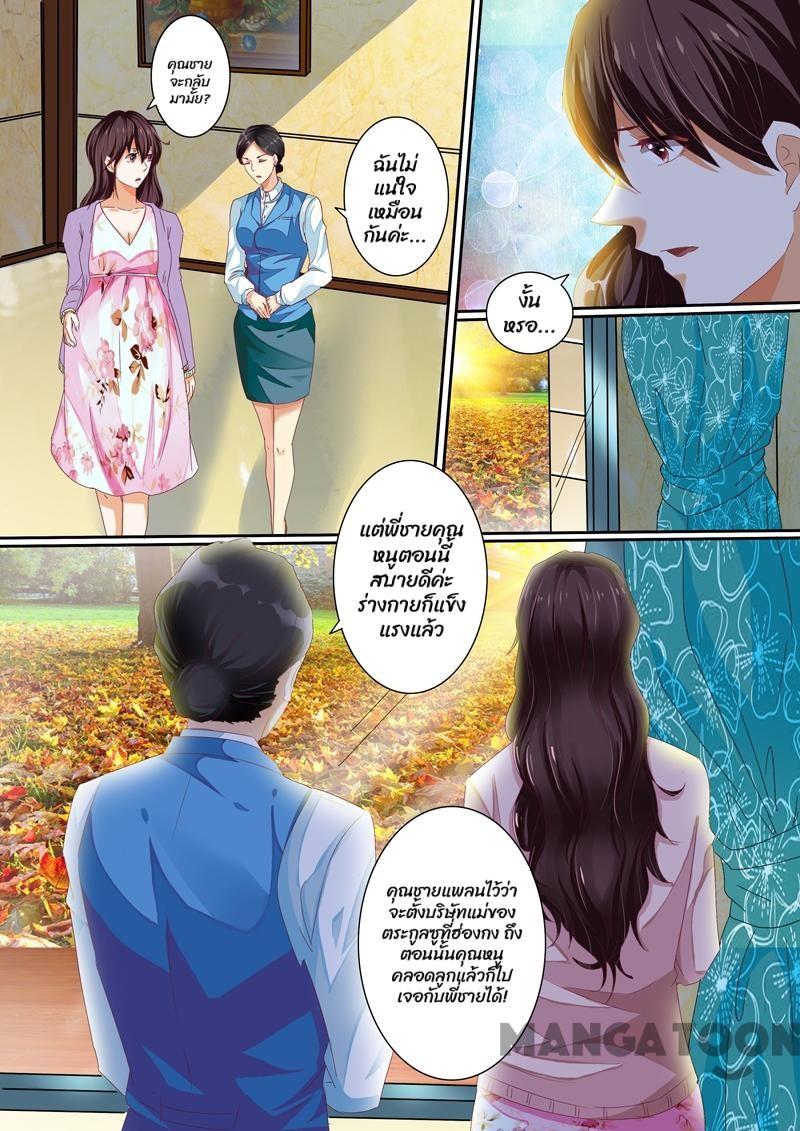 คุณชาย
จะกลับ
มามั้ย?
ฉันไม่
แน่ใจ
เหมือน
กันค่ะ...
งั้น
หรอ...
แต่พี่ชายคุณ
หนูตอนนี้
สบายดีค่ะ
ร่างกายก็แข็ง
แรงแล้ว
คุณชายแพลนไว้ว่า
จะตั้งบริษัทแม่ของ
ตระกูลซูที่ฮ่องกง ถึง
ตอนนั้นคุณหนู
คลอดลูกแล้วก็ไป
เจอกับพี่ชายได้!
MANGATOON